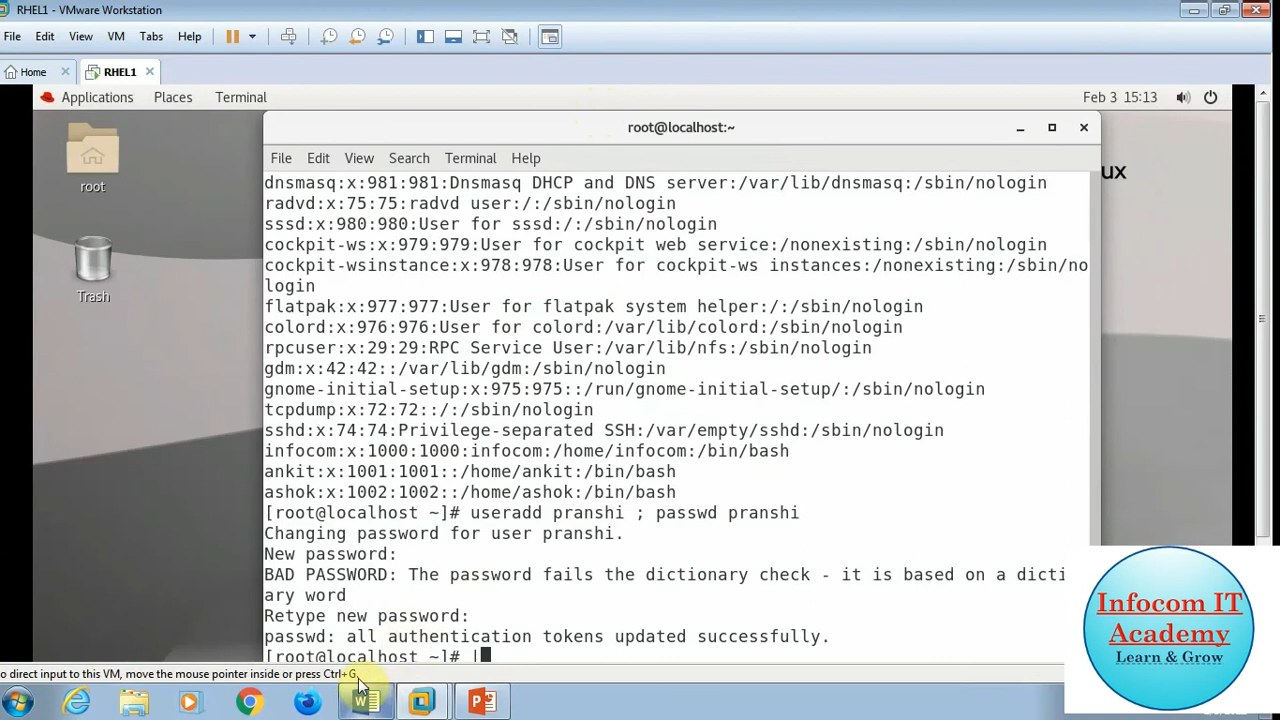 RHEL1 - VMware Workstation
File Edit View VM Tabs Help
Home RHEL1
Applications Places Terminal Feb 3 15:13
root@localhost:~
File Edit View Search Terminal Help
dnsmasq:x:981:981:Dnsmasq DHCP and DNS server:/var/lib/dnsmasq:/sbin/nologin
radvd:x:75:75:radvd user:/:/sbin/nologin
sssd:x:980:980:User for sssd:/:/sbin/nologin
cockpit-ws:x:979:979:User for cockpit web service:/nonexisting:/sbin/nologin
cockpit-wsinstance:x:978:978:User for cockpit-ws instances:/nonexisting:/sbin/no
login
flatpak:x:977:977:User for flatpak system helper:/:/sbin/nologin
colord:x:976:976:User for colord:/var/lib/colord:/sbin/nologin
rpcuser:x:29:29:RPC Service User:/var/lib/nfs:/sbin/nologin
gdm:x:42:42::/var/lib/gdm:/sbin/nologin
gnome-initial-setup:x:975:975::/run/gnome-initial-setup/:/sbin/nologin
tcpdump:x:72:72::/:/sbin/nologin
sshd:x:74:74:Privilege-separated SSH:/var/empty/sshd:/sbin/nologin
infocom:x:1000:1000:infocom:/home/infocom:/bin/bash
ankit:x:1001:1001::/home/ankit:/bin/bash
ashok:x:1002:1002::/home/ashok:/bin/bash
[root@localhost ~]# useradd pranshi ; passwd pranshi
Changing password for user pranshi.
New password:
BAD PASSWORD: The password fails the dictionary check - it is based on a dicti
ary word
Retype new password:
passwd: all authentication tokens updated successfully.
[root@localhost ~]# |
root
Trash
ux
Infocom IT
Academy
Learn & Grow
o direct input to this VM, move the mouse pointer inside or press Ctrl+G.